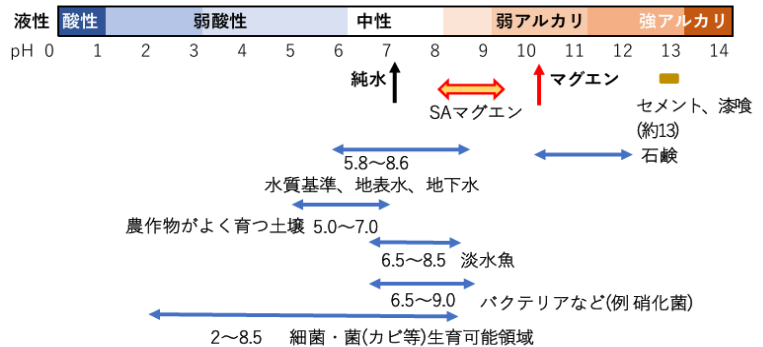 液性 酸性 弱酸性 中性 弱アルカリ 強アルカリ
pH 0 1 2 3 4 5 6 7 8 9 10 11 12 13 14
純水 マグエン
SAマグエン
セメント、漆喰
(約13)
5.8～8.6 石鹸
水質基準、地表水、地下水
農作物がよく育つ土壌 5.0～7.0
6.5～8.5 淡水魚
6.5～9.0 バクテリアなど(例 硝化菌)
2～8.5 細菌・菌(カビ等)生育可能領域